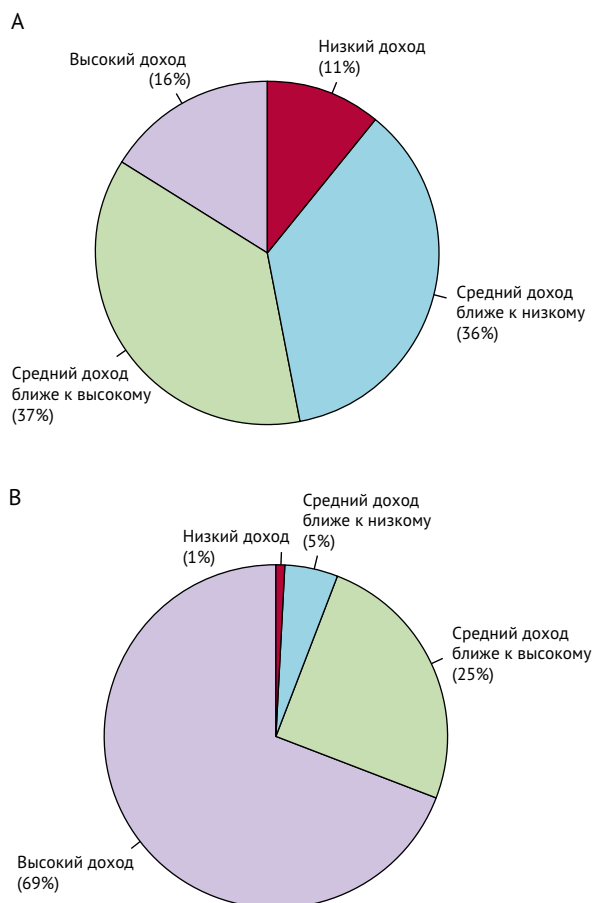 A
Высокий доход
(16%)
Низкий доход
(11%)
Средний доход
ближе к низкому
(36%)
Средний доход
ближе к высокому
(37%)
B
Низкий доход
(1%)
Средний доход
ближе к низкому
(5%)
Средний доход
ближе к высокому
(25%)
Высокий доход
(69%)